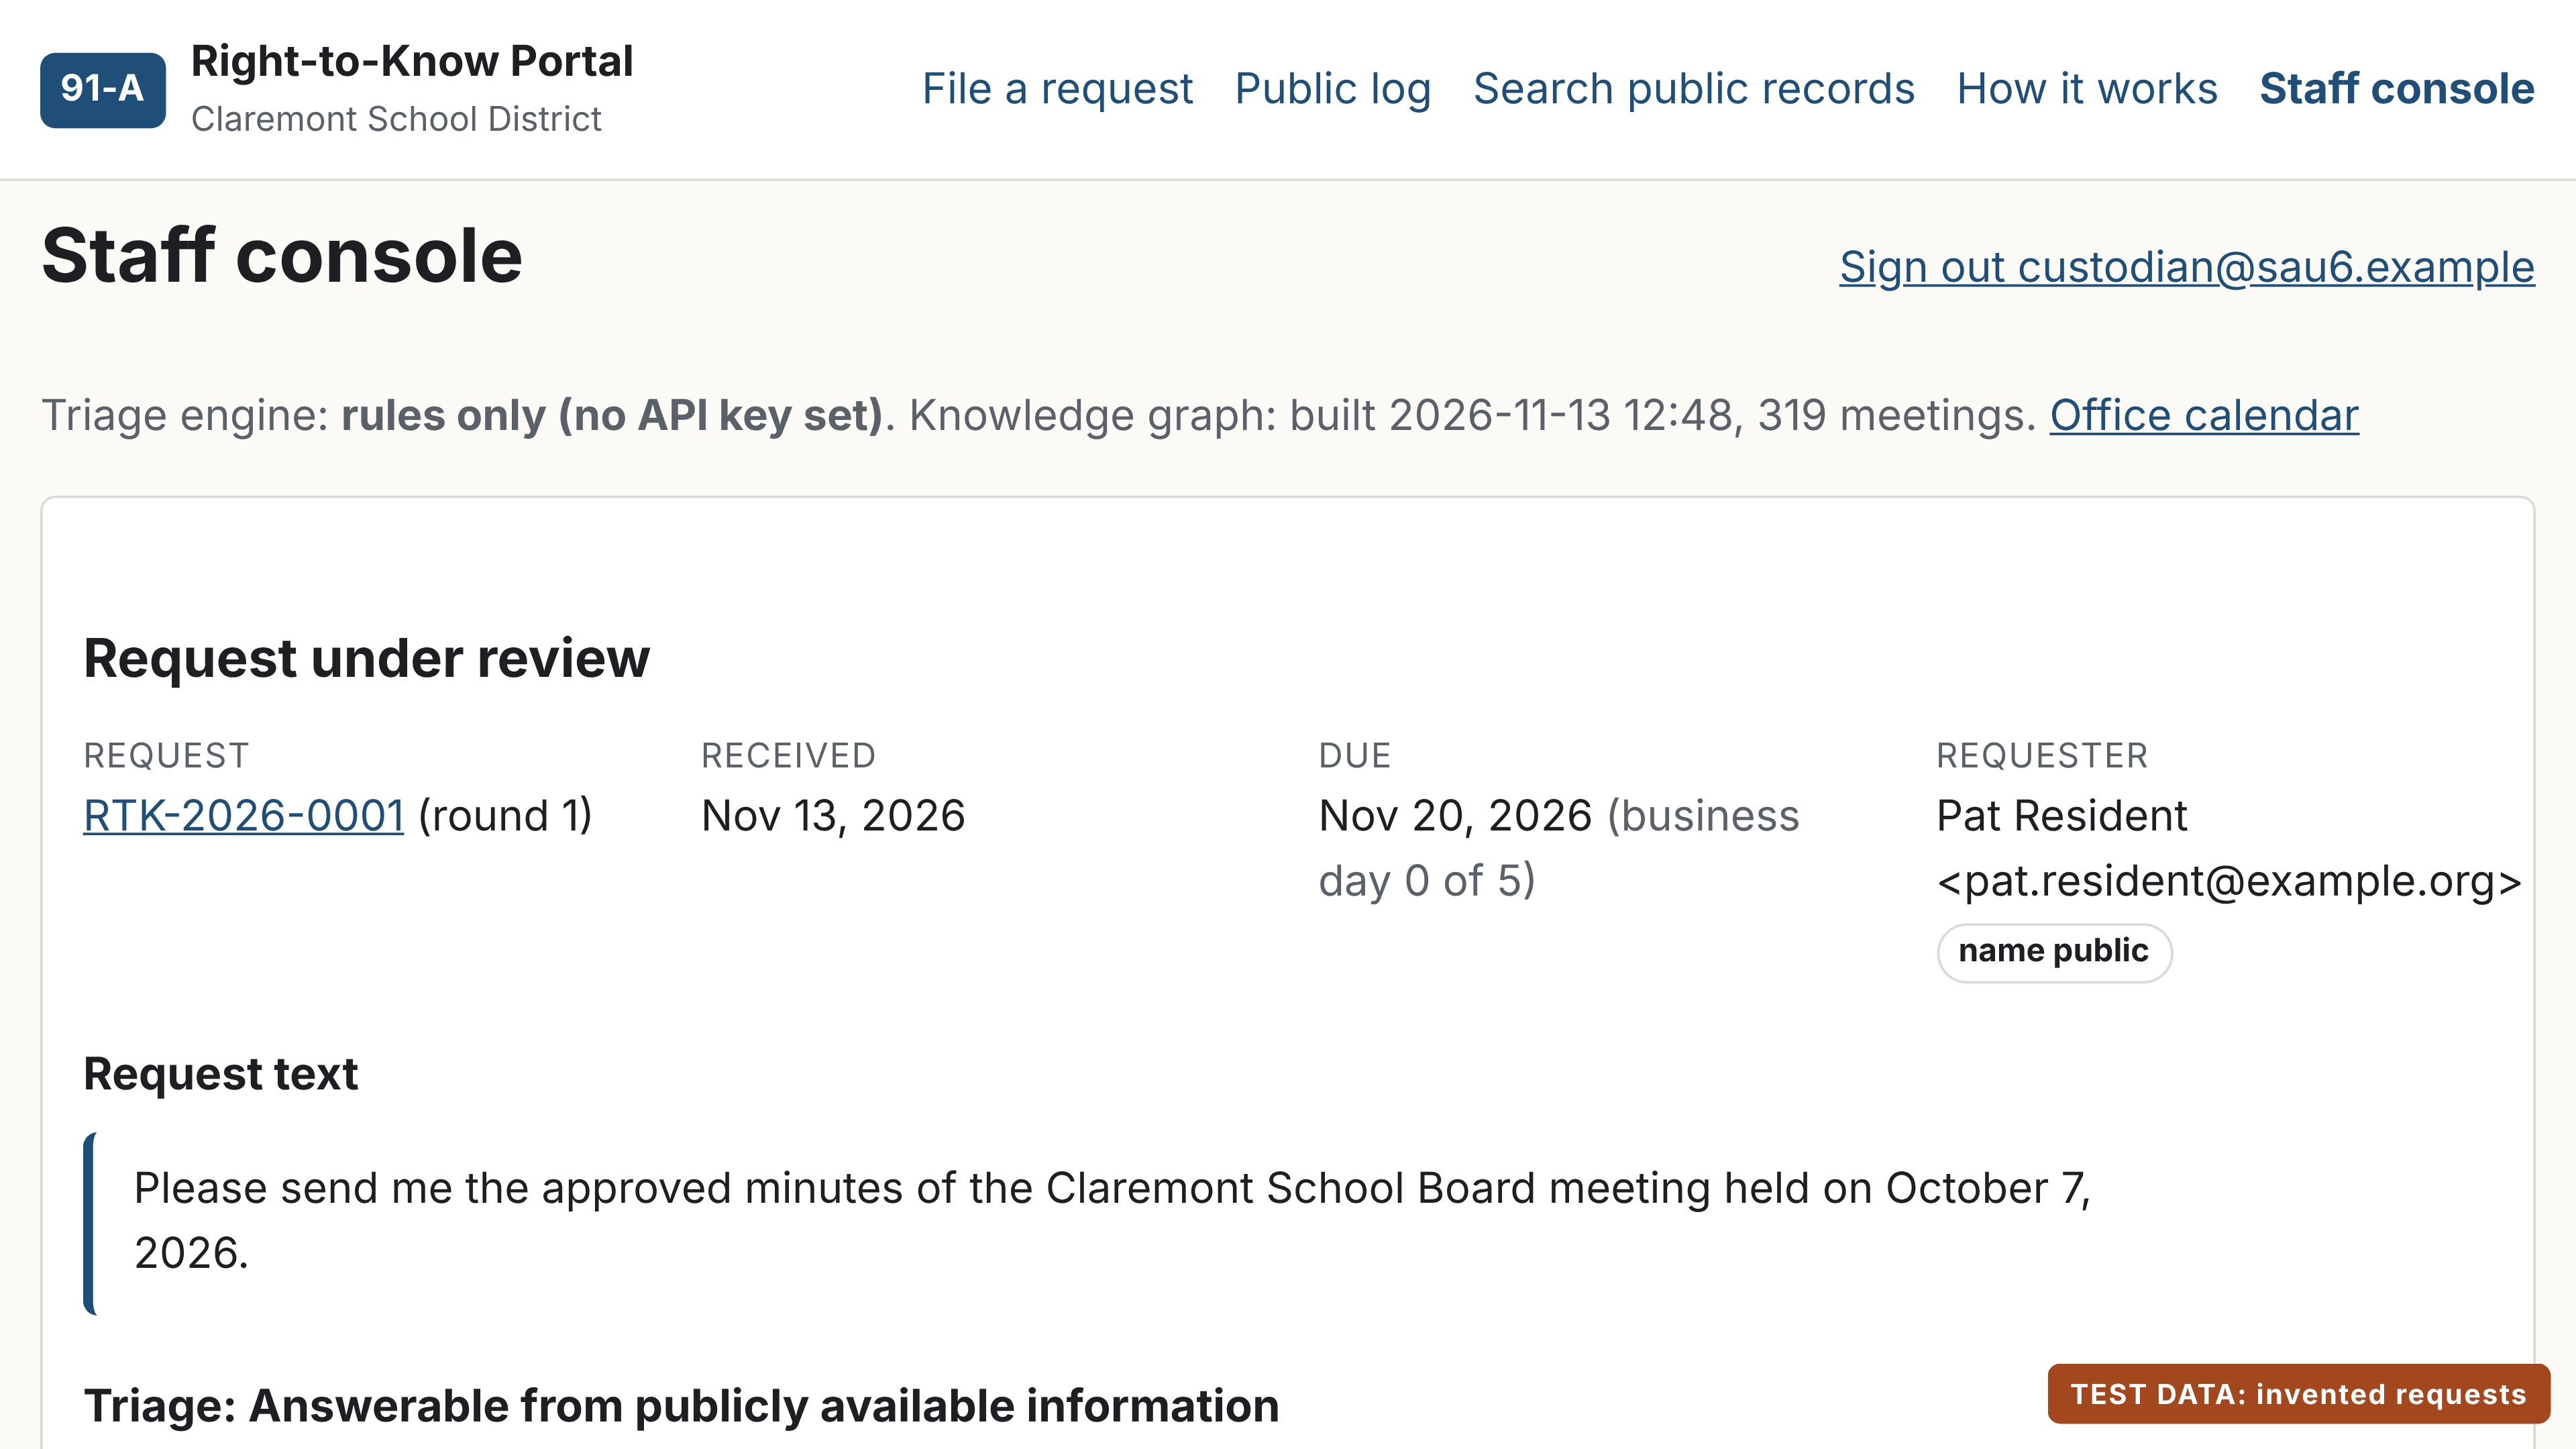 91-A
Right-to-Know Portal
Claremont School District
File a request
Public log
Search public records
How it works
Staff console
Staff console
Sign out custodian@sau6.example
Triage engine: rules only (no API key set). Knowledge graph: built 2026-11-13 12:48, 319 meetings. Office calendar
Request under review
REQUEST
RTK-2026-0001 (round 1)
RECEIVED
Nov 13, 2026
DUE
Nov 20, 2026 (business
day 0 of 5)
REQUESTER
Pat Resident
<pat.resident@example.org>
name public
Request text
Please send me the approved minutes of the Claremont School Board meeting held on October 7,
2026.
Triage: Answerable from publicly available information
TEST DATA: invented requests